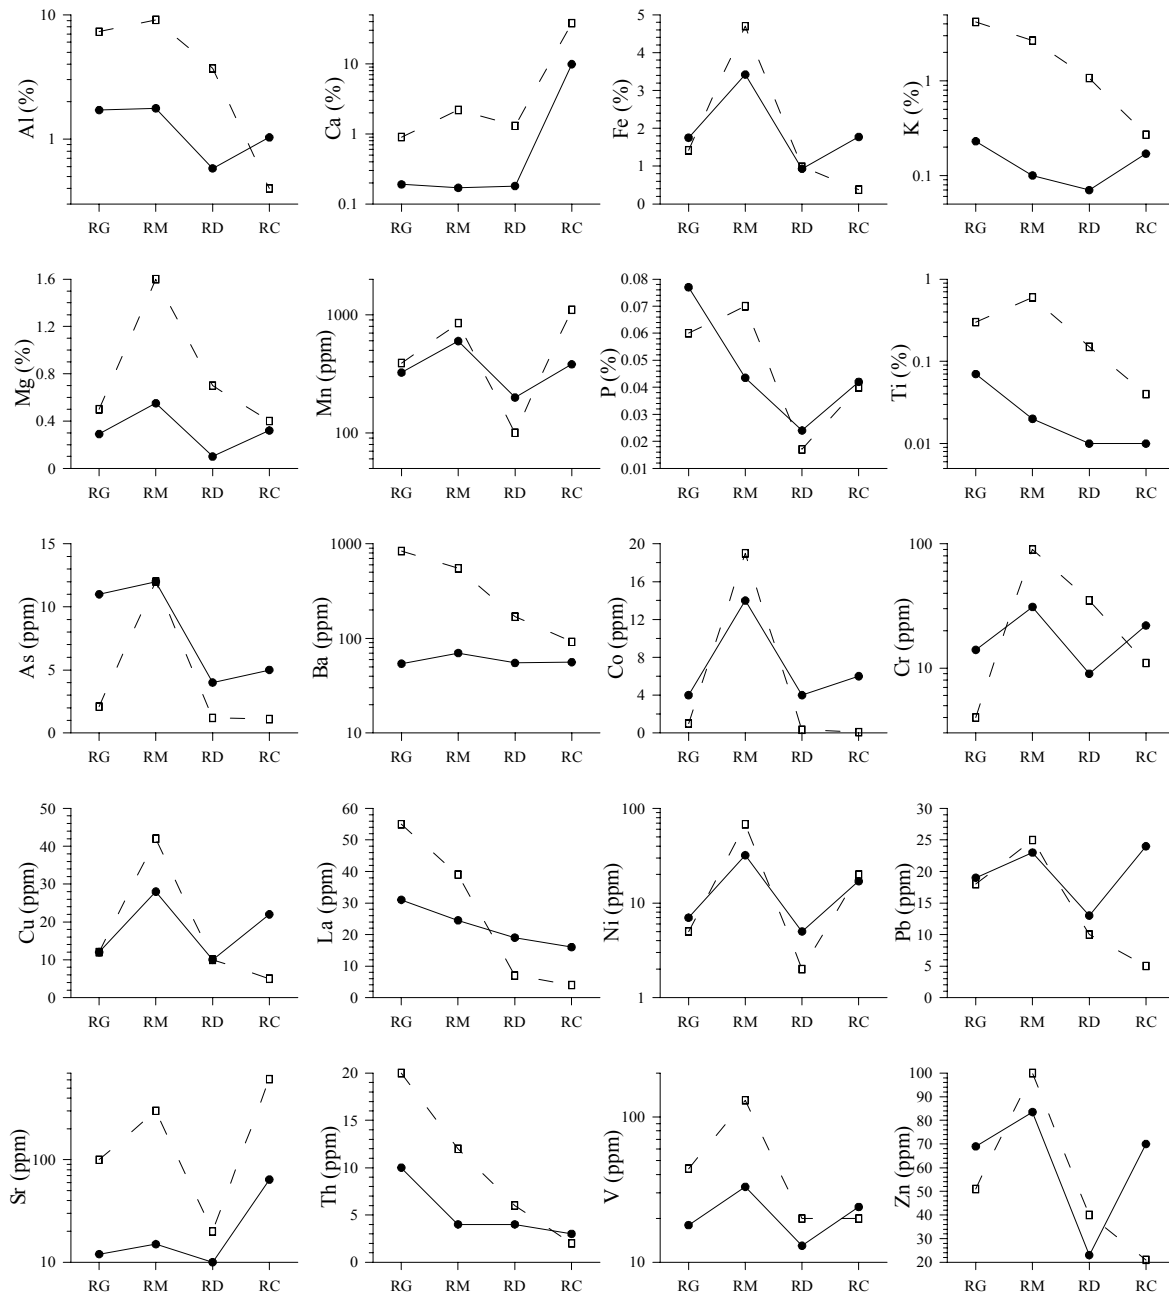 Al (%)
10
1
RG RM RD RC
Ca (%)
10
1
0.1
RG RM RD RC
Fe (%)
5
4
3
2
1
0
RG RM RD RC
K (%)
1
0.1
RG RM RD RC
Mg (%)
1.6
1.2
0.8
0.4
0
RG RM RD RC
Mn (ppm)
1000
100
RG RM RD RC
P (%)
0.08
0.07
0.06
0.05
0.04
0.03
0.02
0.01
RG RM RD RC
Ti (%)
1
0.1
0.01
RG RM RD RC
As (ppm)
15
10
5
0
RG RM RD RC
Ba (ppm)
1000
100
10
RG RM RD RC
Co (ppm)
20
16
12
8
4
0
RG RM RD RC
Cr (ppm)
100
10
RG RM RD RC
Cu (ppm)
50
40
30
20
10
0
RG RM RD RC
La (ppm)
60
50
40
30
20
10
0
RG RM RD RC
Ni (ppm)
100
10
1
RG RM RD RC
Pb (ppm)
30
25
20
15
10
5
0
RG RM RD RC
Sr (ppm)
100
10
RG RM RD RC
Th (ppm)
20
15
10
5
0
RG RM RD RC
V (ppm)
100
10
RG RM RD RC
Zn (ppm)
100
90
80
70
60
50
40
30
20
RG RM RD RC